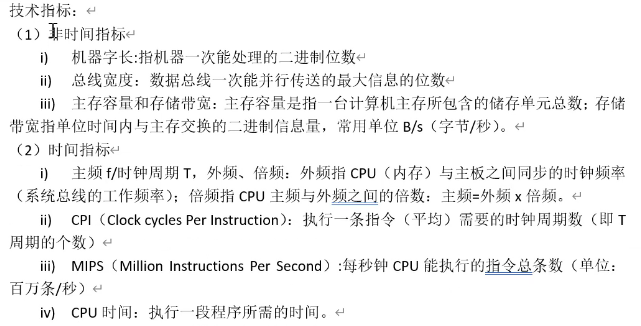 技术指标：
（1）非时间指标
i) 机器字长:指机器一次能处理的二进制位数
ii) 总线宽度：数据总线一次能并行传送的最大信息的位数
iii) 主存容量和存储带宽：主存容量是指一台计算机主存所包含的储存单元总数；存储
带宽指单位时间内与主存交换的二进制信息量，常用单位 B/s（字节/秒）。
（2）时间指标
i) 主频 f/时钟周期 T，外频、倍频：外频指 CPU（内存）与主板之间同步的时钟频率
（系统总线的工作频率）；倍频指 CPU 主频与外频之间的倍数：主频=外频 x 倍频。
ii) CPI（Clock cycles Per Instruction）：执行一条指令（平均）需要的时钟周期数（即 T
周期的个数）
iii) MIPS（Million Instructions Per Second）:每秒钟 CPU 能执行的指令总条数（单位：
百万条/秒）
iv) CPU 时间：执行一段程序所需的时间。